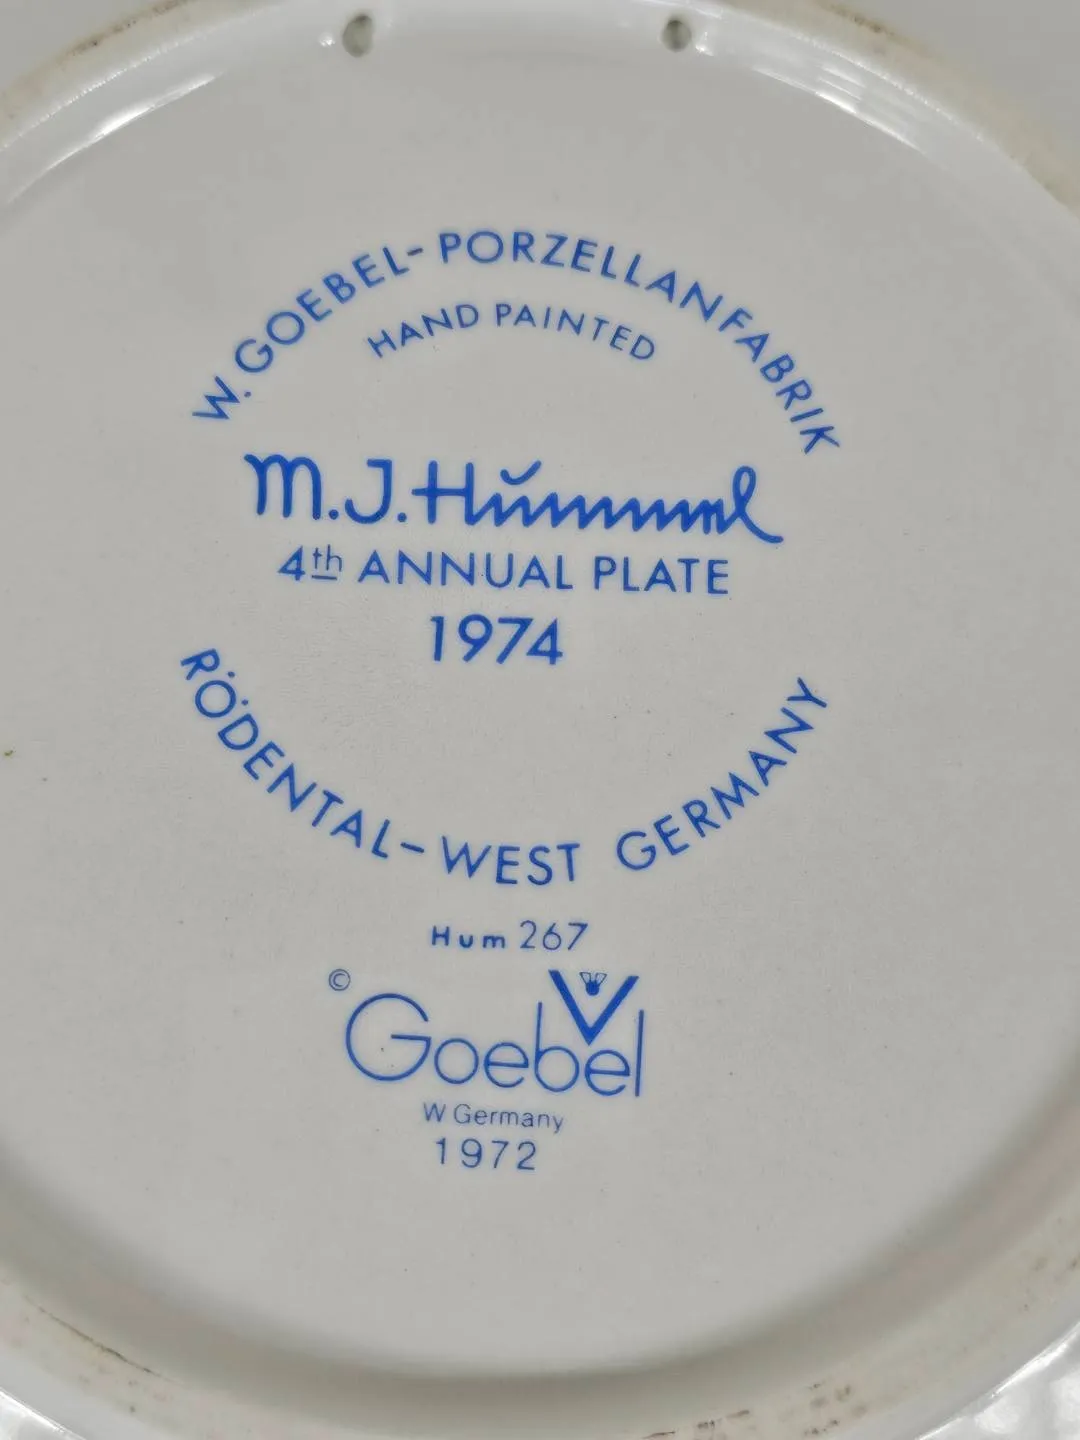 W. GOEBEL-PORZELLANFABRIK
HAND PAINTED
M.J.Hummel
4th ANNUAL PLATE
1974
RÖDENTAL-WEST GERMANY
Hum 267
© Goebel
W Germany
1972